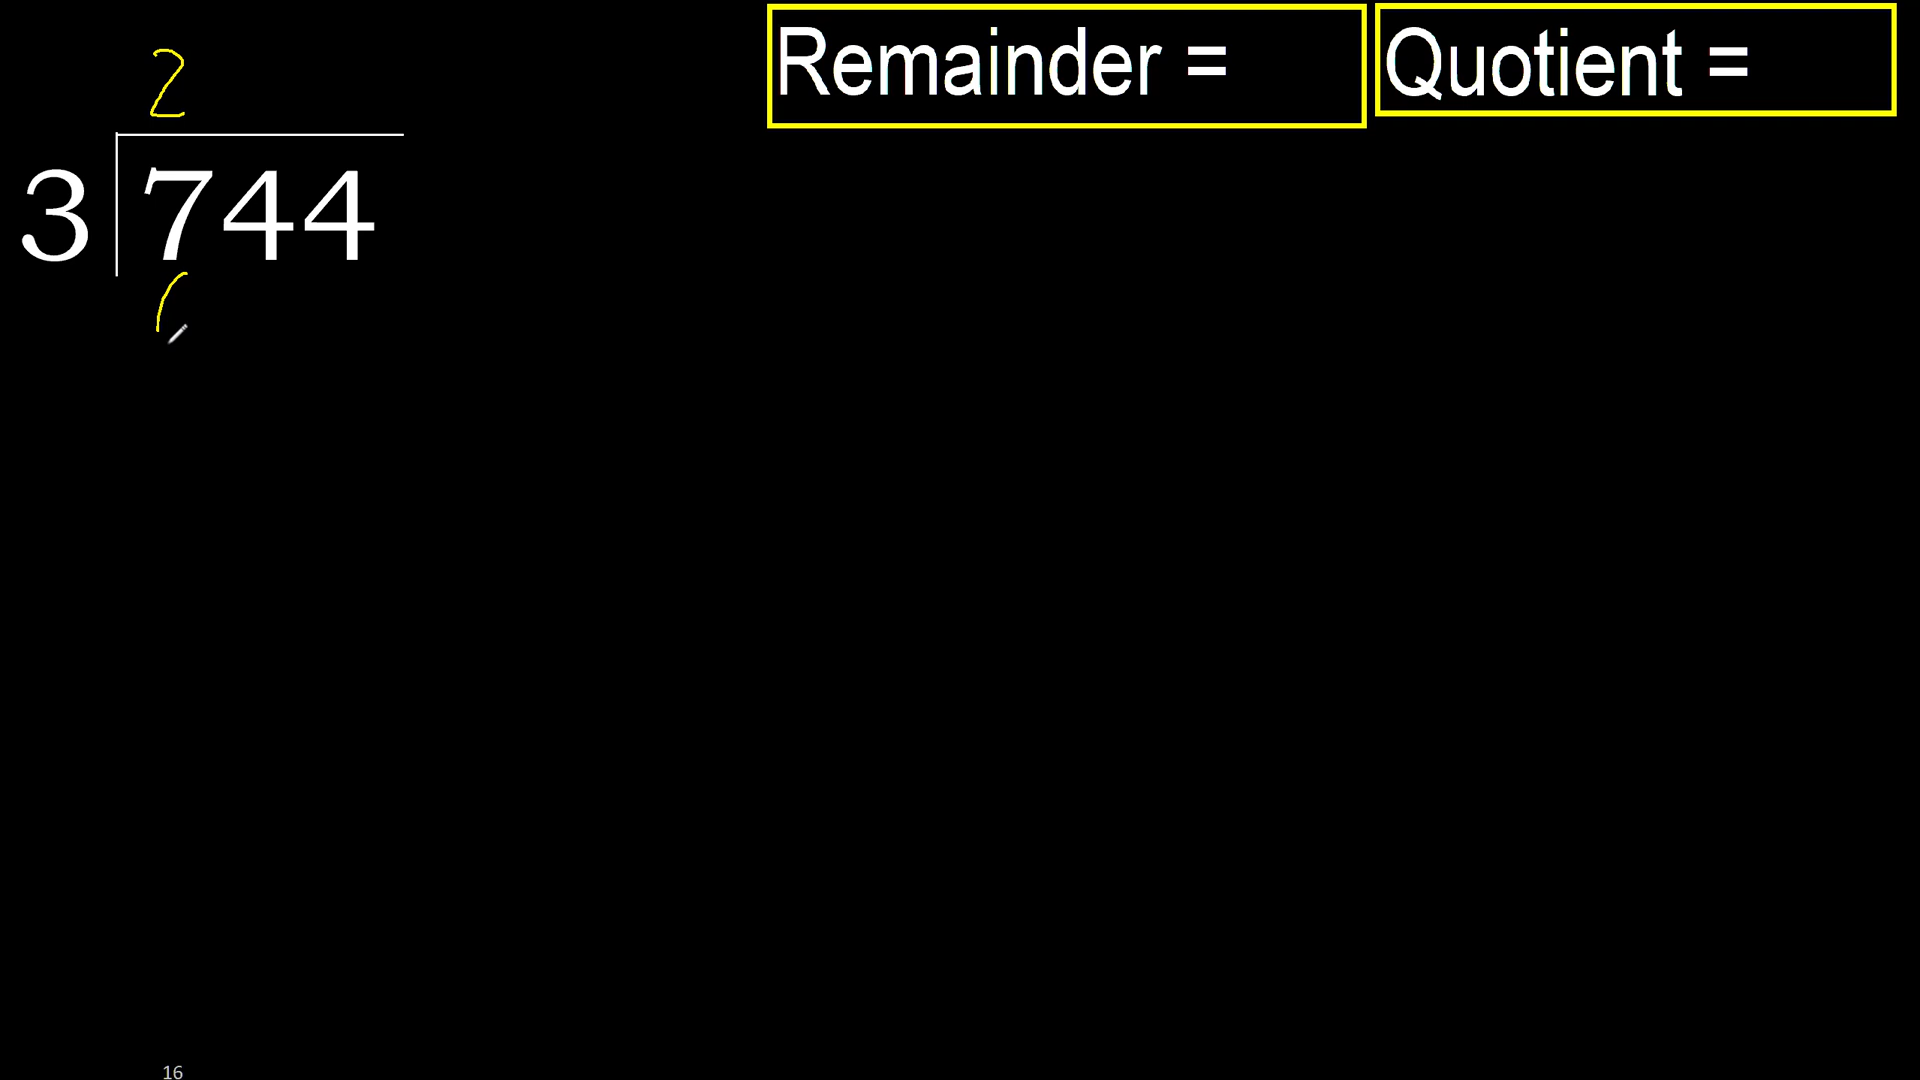 Remainder = Quotient =
2
3 744
16